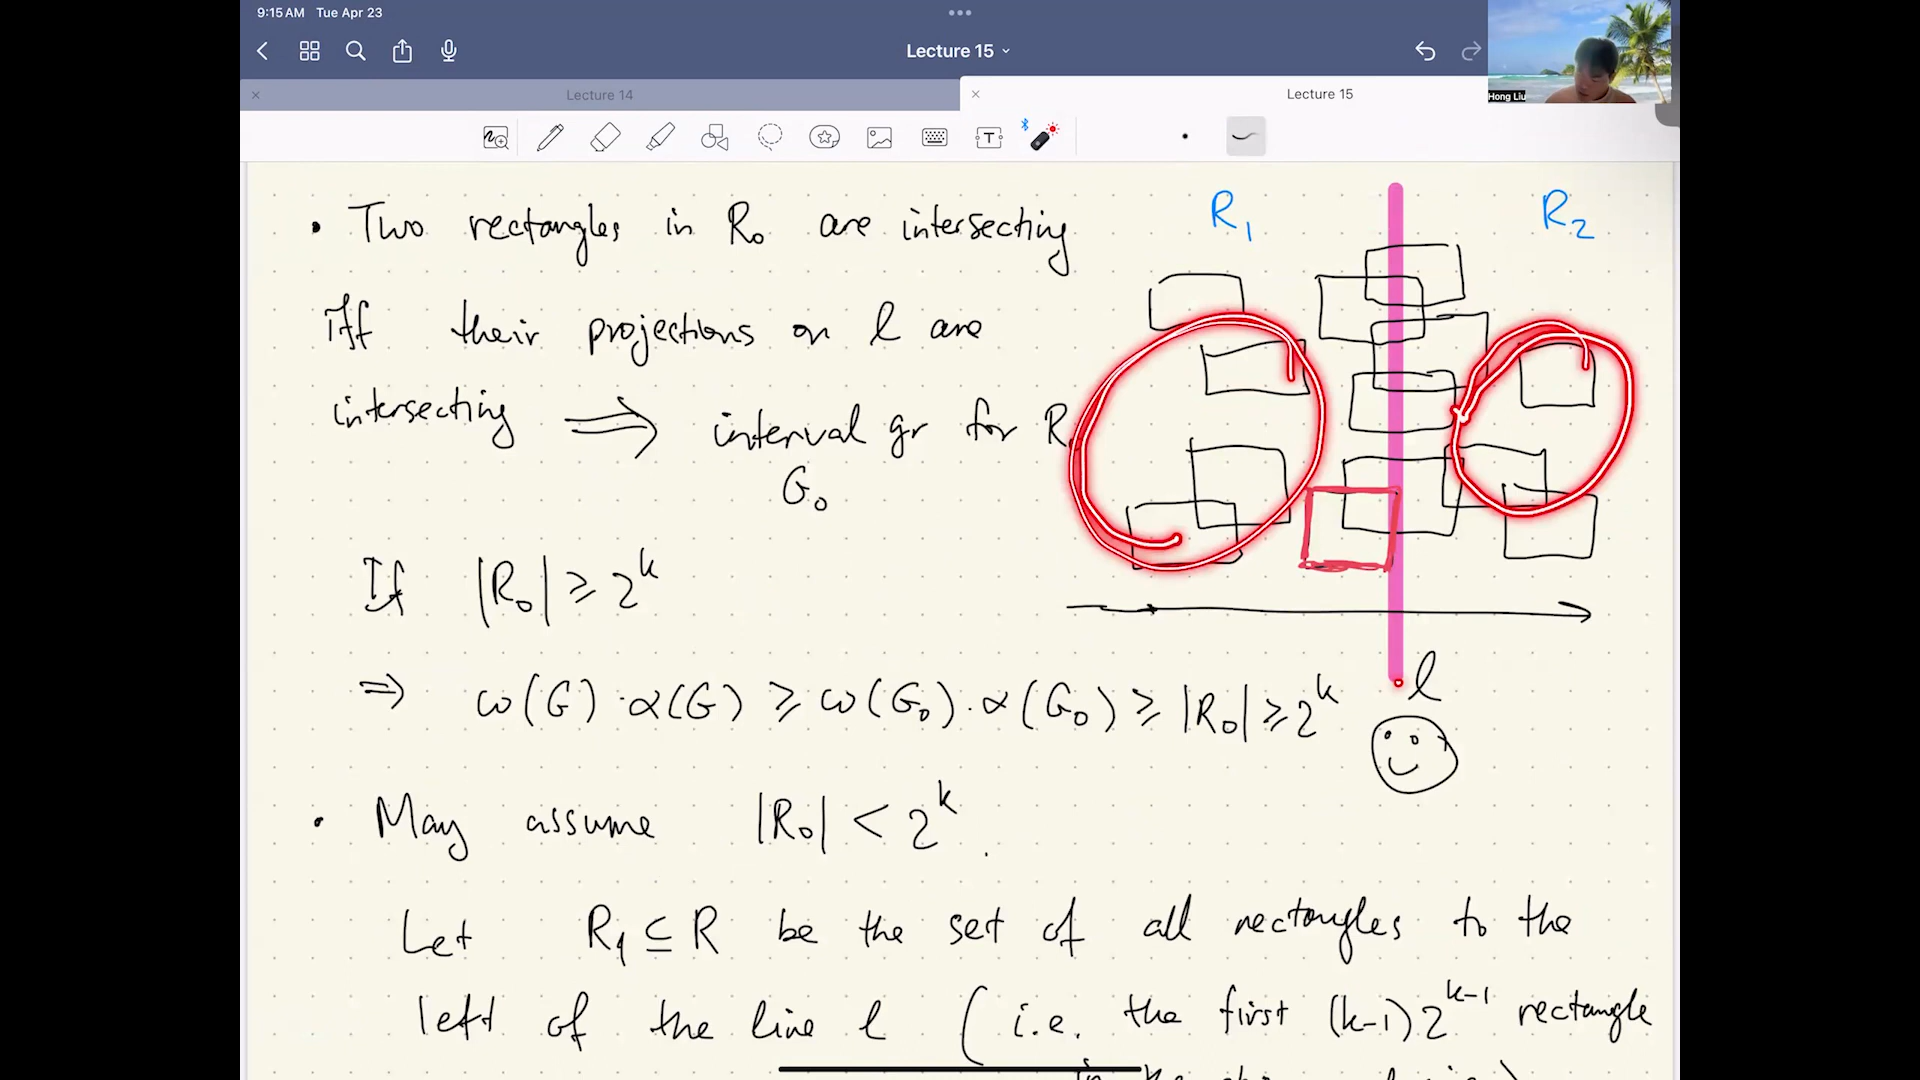 9:15 AM Tue Apr 23
Lecture 15
Hong Liu
Lecture 14
Lecture 15
T
• Two rectangles in R₀ are intersecting
iff their projections on l are
intersecting ⟹ interval gr for R
G₀
If |R₀| ≥ 2^k
⇒ ω(G)·α(G) ≥ ω(G₀)·α(G₀) ≥ |R₀| ≥ 2^k
R₁
R₂
l
• May assume |R₀| < 2^k.
Let R₁ ⊆ R be the set of all rectangles to the
left of the line l (i.e. the first (k-1)2^{k-1} rectangle